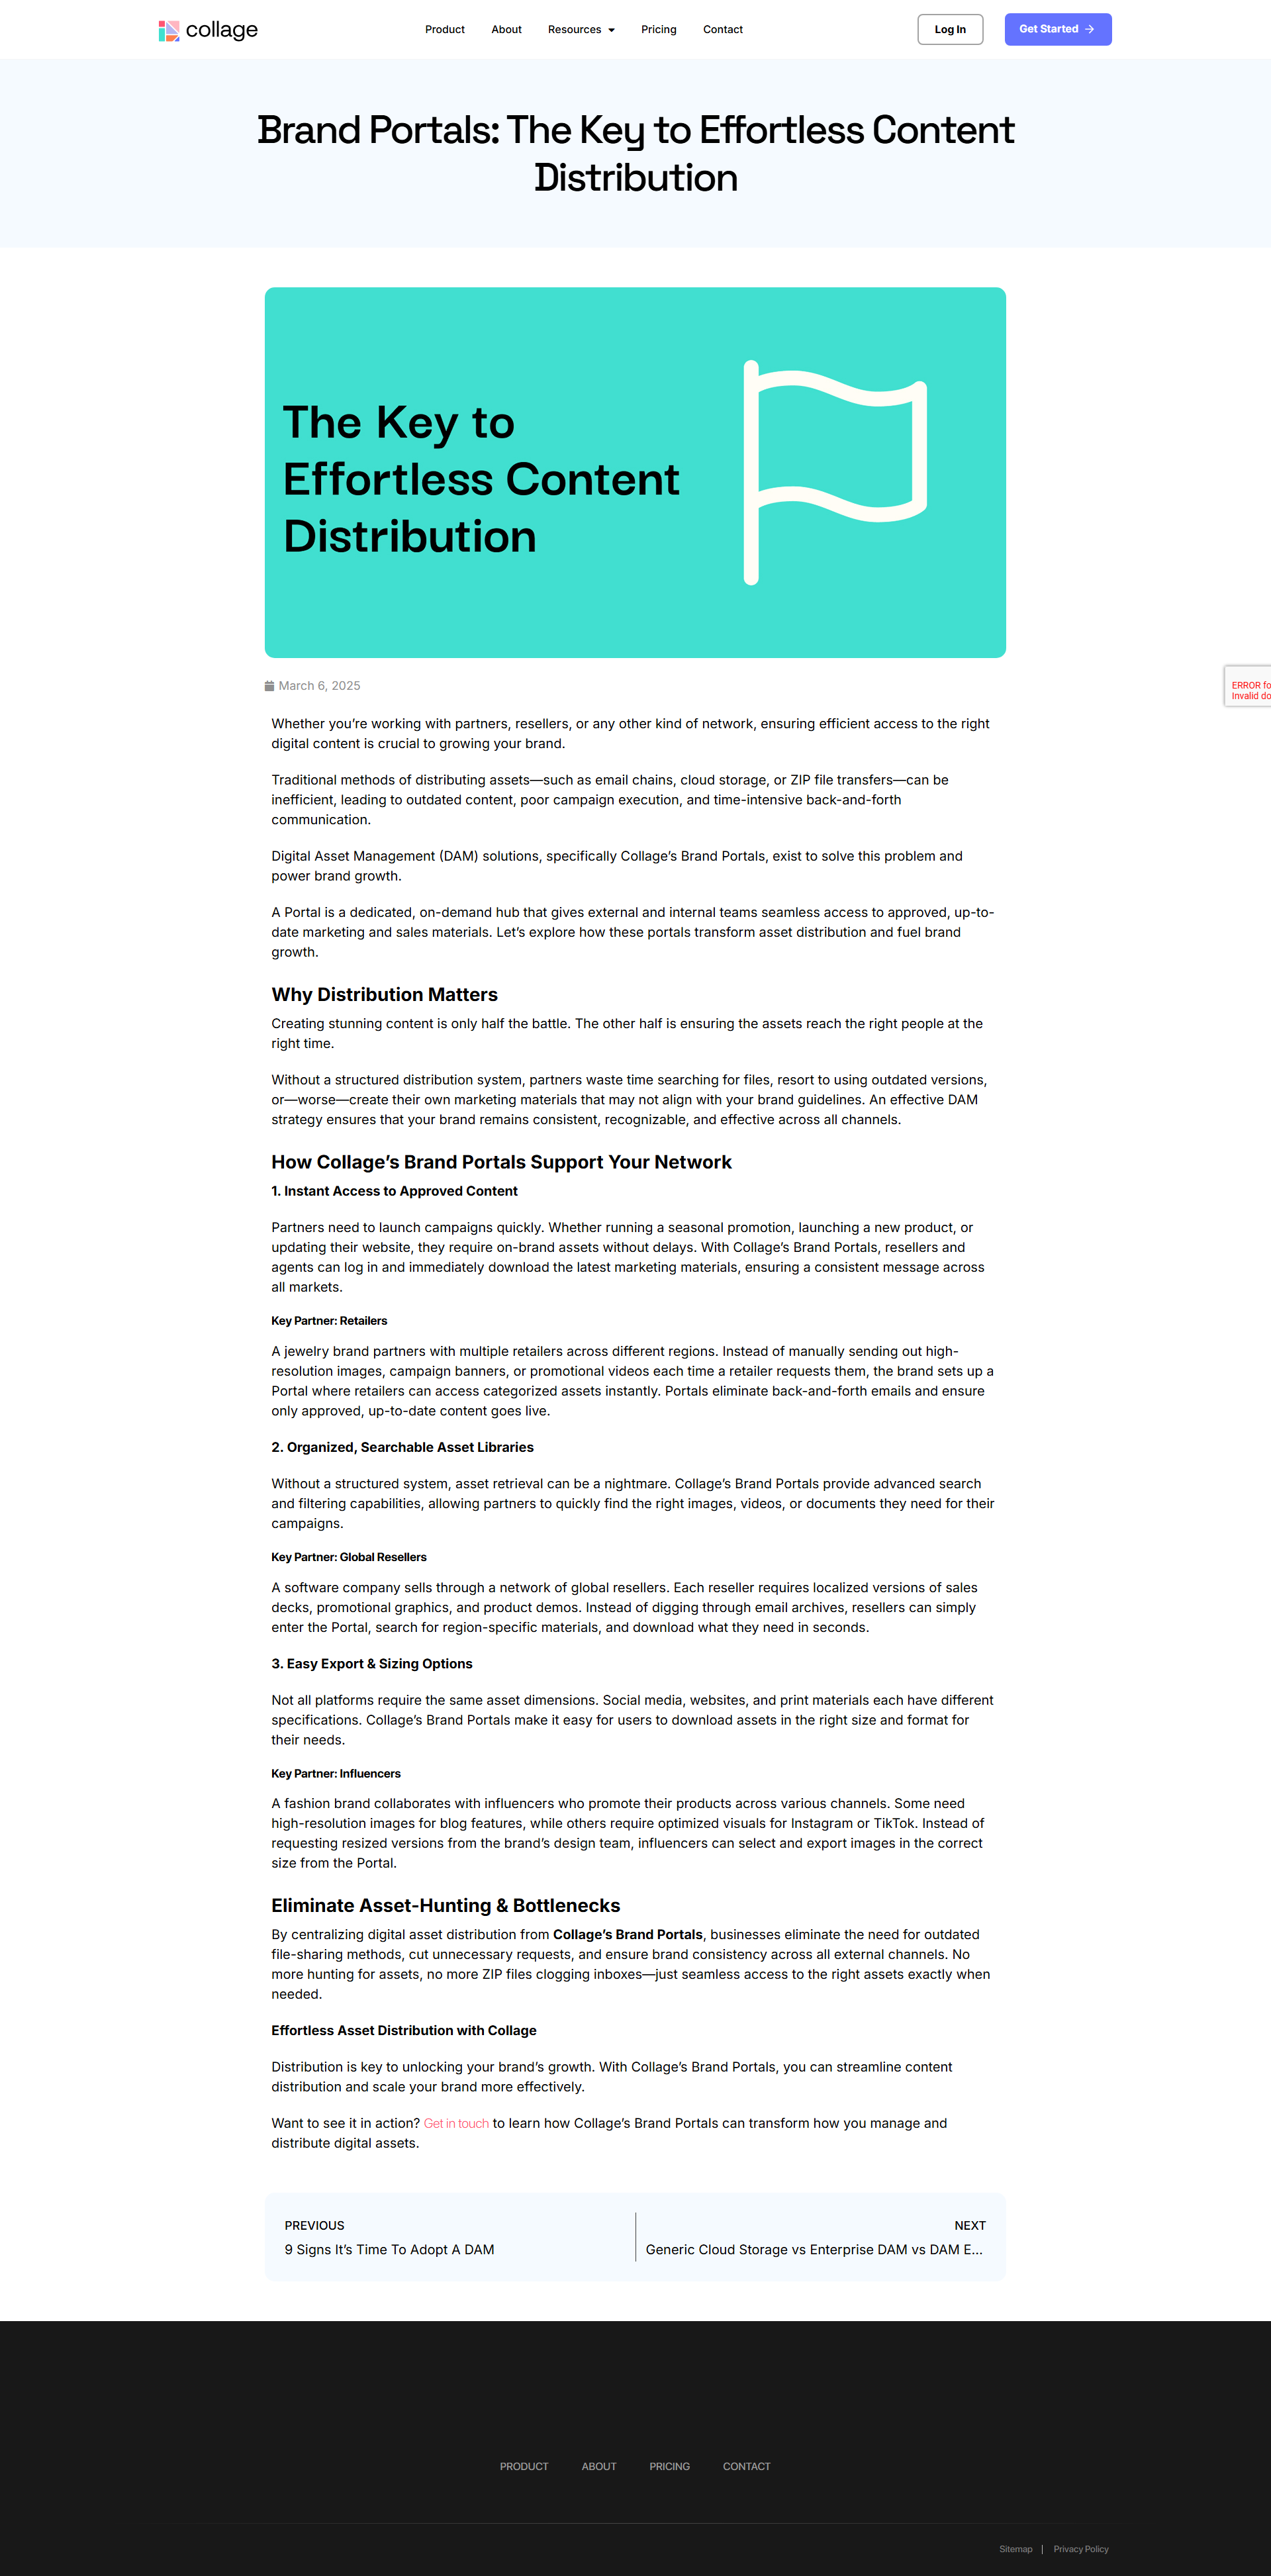 collage
Product
About
Resources
Pricing
Contact
Log In
Get Started
Brand Portals: The Key to Effortless Content
Distribution
The Key to
Effortless Content
Distribution
March 6, 2025
ERROR fo
Invalid do
Whether you’re working with partners, resellers, or any other kind of network, ensuring efficient access to the right
digital content is crucial to growing your brand.
Traditional methods of distributing assets—such as email chains, cloud storage, or ZIP file transfers—can be
inefficient, leading to outdated content, poor campaign execution, and time-intensive back-and-forth
communication.
Digital Asset Management (DAM) solutions, specifically Collage’s Brand Portals, exist to solve this problem and
power brand growth.
A Portal is a dedicated, on-demand hub that gives external and internal teams seamless access to approved, up-to-
date marketing and sales materials. Let’s explore how these portals transform asset distribution and fuel brand
growth.
Why Distribution Matters
Creating stunning content is only half the battle. The other half is ensuring the assets reach the right people at the
right time.
Without a structured distribution system, partners waste time searching for files, resort to using outdated versions,
or—worse—create their own marketing materials that may not align with your brand guidelines. An effective DAM
strategy ensures that your brand remains consistent, recognizable, and effective across all channels.
How Collage’s Brand Portals Support Your Network
1. Instant Access to Approved Content
Partners need to launch campaigns quickly. Whether running a seasonal promotion, launching a new product, or
updating their website, they require on-brand assets without delays. With Collage’s Brand Portals, resellers and
agents can log in and immediately download the latest marketing materials, ensuring a consistent message across
all markets.
Key Partner: Retailers
A jewelry brand partners with multiple retailers across different regions. Instead of manually sending out high-
resolution images, campaign banners, or promotional videos each time a retailer requests them, the brand sets up a
Portal where retailers can access categorized assets instantly. Portals eliminate back-and-forth emails and ensure
only approved, up-to-date content goes live.
2. Organized, Searchable Asset Libraries
Without a structured system, asset retrieval can be a nightmare. Collage’s Brand Portals provide advanced search
and filtering capabilities, allowing partners to quickly find the right images, videos, or documents they need for their
campaigns.
Key Partner: Global Resellers
A software company sells through a network of global resellers. Each reseller requires localized versions of sales
decks, promotional graphics, and product demos. Instead of digging through email archives, resellers can simply
enter the Portal, search for region-specific materials, and download what they need in seconds.
3. Easy Export & Sizing Options
Not all platforms require the same asset dimensions. Social media, websites, and print materials each have different
specifications. Collage’s Brand Portals make it easy for users to download assets in the right size and format for
their needs.
Key Partner: Influencers
A fashion brand collaborates with influencers who promote their products across various channels. Some need
high-resolution images for blog features, while others require optimized visuals for Instagram or TikTok. Instead of
requesting resized versions from the brand’s design team, influencers can select and export images in the correct
size from the Portal.
Eliminate Asset-Hunting & Bottlenecks
By centralizing digital asset distribution from Collage’s Brand Portals, businesses eliminate the need for outdated
file-sharing methods, cut unnecessary requests, and ensure brand consistency across all external channels. No
more hunting for assets, no more ZIP files clogging inboxes—just seamless access to the right assets exactly when
needed.
Effortless Asset Distribution with Collage
Distribution is key to unlocking your brand’s growth. With Collage’s Brand Portals, you can streamline content
distribution and scale your brand more effectively.
Want to see it in action? Get in touch to learn how Collage’s Brand Portals can transform how you manage and
distribute digital assets.
PREVIOUS
9 Signs It’s Time To Adopt A DAM
NEXT
Generic Cloud Storage vs Enterprise DAM vs DAM E...
PRODUCT
ABOUT
PRICING
CONTACT
Sitemap
Privacy Policy